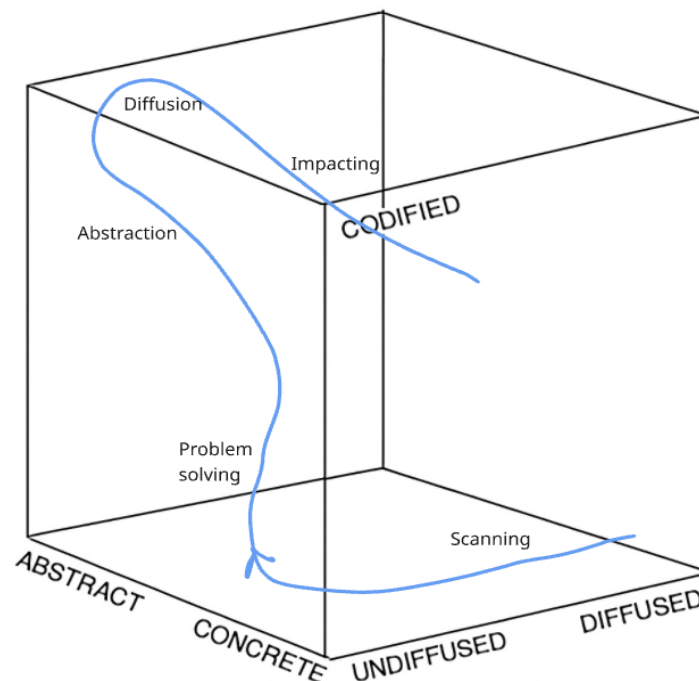 Diffusion
Impacting
CODIFIED
Abstraction
Problem
solving
Scanning
ABSTRACT
CONCRETE
UNDIFFUSED
DIFFUSED